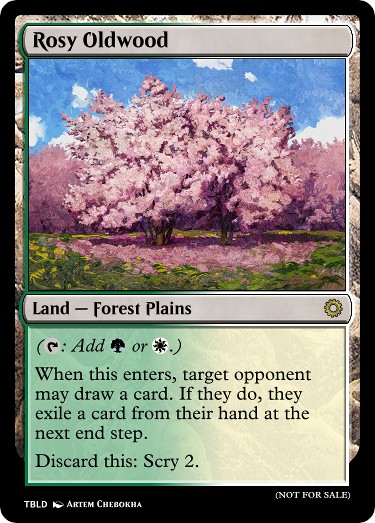 Rosy Oldwood
Land — Forest Plains
(: Add or .)
When this enters, target opponent
may draw a card. If they do, they
exile a card from their hand at the
next end step.
Discard this: Scry 2.
TBLD Artem Chebokha
(NOT FOR SALE)